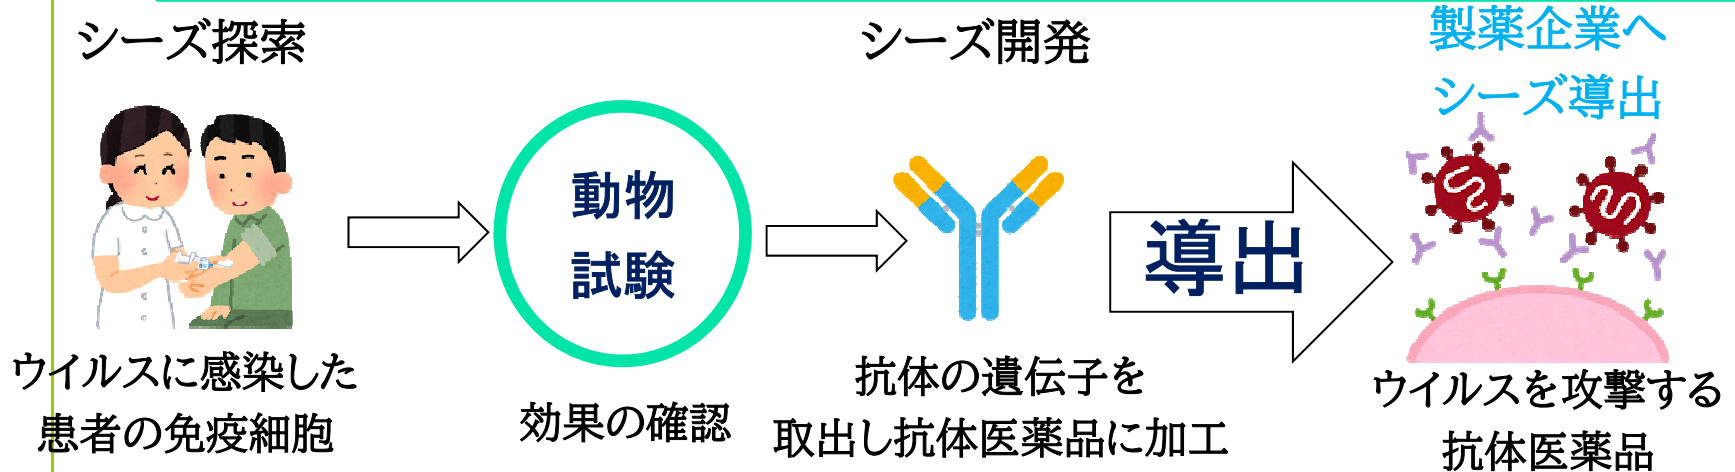 シーズ探索
ウイルスに感染した
患者の免疫細胞
動物
試験
効果の確認
シーズ開発
抗体の遺伝子を
取出し抗体医薬品に加工
導出
製薬企業へ
シーズ導出
ウイルスを攻撃する
抗体医薬品